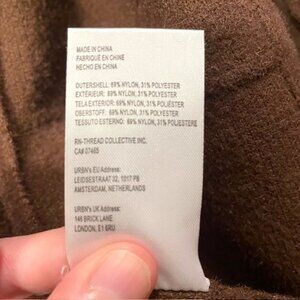 MADE IN CHINA
FABRIQUÉ EN CHINE
HECHO EN CHINA
OUTERSHELL: 69% NYLON, 31% POLYESTER
EXTÉRIEUR: 69% NYLON, 31% POLYESTER
TELA EXTERIOR: 69% NYLON, 31% POLYESTER
OBERSTOFF: 69% NYLON, 31% POLYESTER
TESSUTO ESTERNO: 69% NYLON, 31% POLIESTERE
RN-THREAD COLLECTIVE INC.
CA# 07465
URBN's EU Address:
LEIDSESTRAAT 32, 1017 PB
AMSTERDAM, NETHERLANDS
URBN's UK Address:
146 BRICK LANE
LONDON, E1 6RU